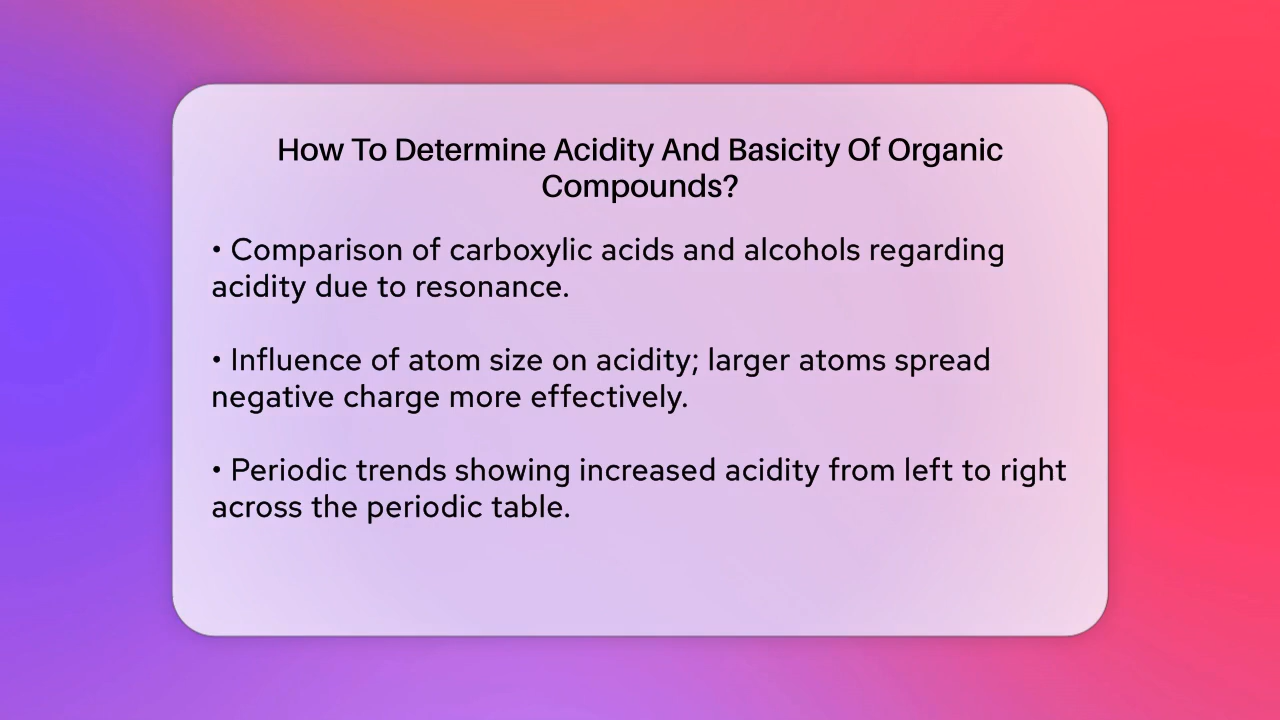 How To Determine Acidity And Basicity Of Organic
Compounds?
• Comparison of carboxylic acids and alcohols regarding
acidity due to resonance.
• Influence of atom size on acidity; larger atoms spread
negative charge more effectively.
• Periodic trends showing increased acidity from left to right
across the periodic table.